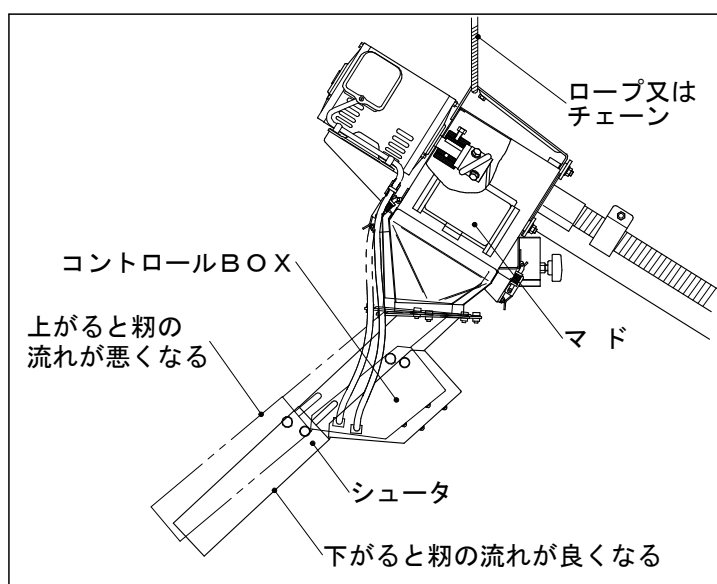 ロープ又は
チェーン
コントロールＢＯＸ
上がると籾の
流れが悪くなる
マ ド
シュータ
下がると籾の流れが良くなる